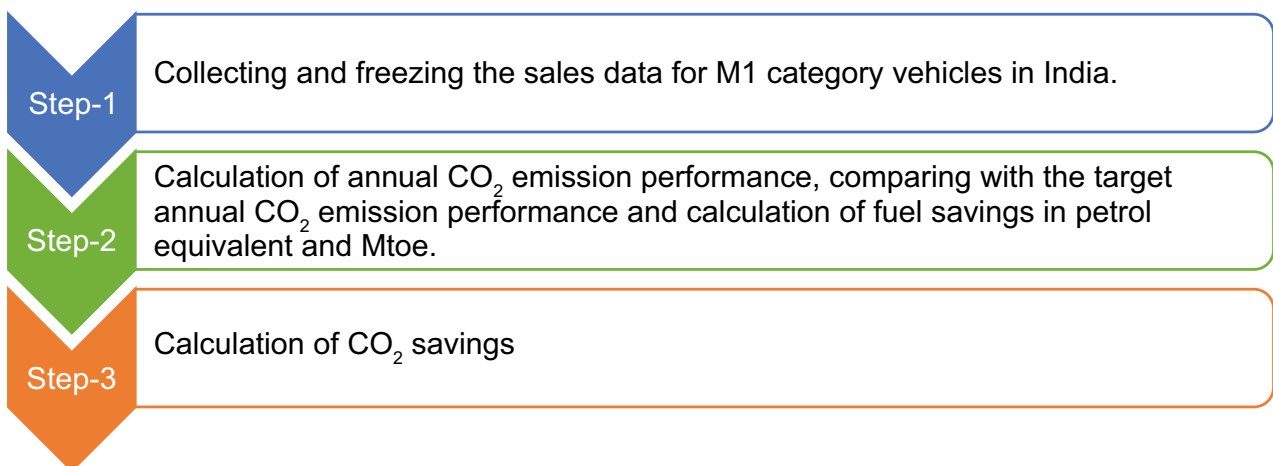 Step-1
Collecting and freezing the sales data for M1 category vehicles in India.
Step-2
Calculation of annual CO₂ emission performance, comparing with the target
annual CO₂ emission performance and calculation of fuel savings in petrol
equivalent and Mtoe.
Step-3
Calculation of CO₂ savings